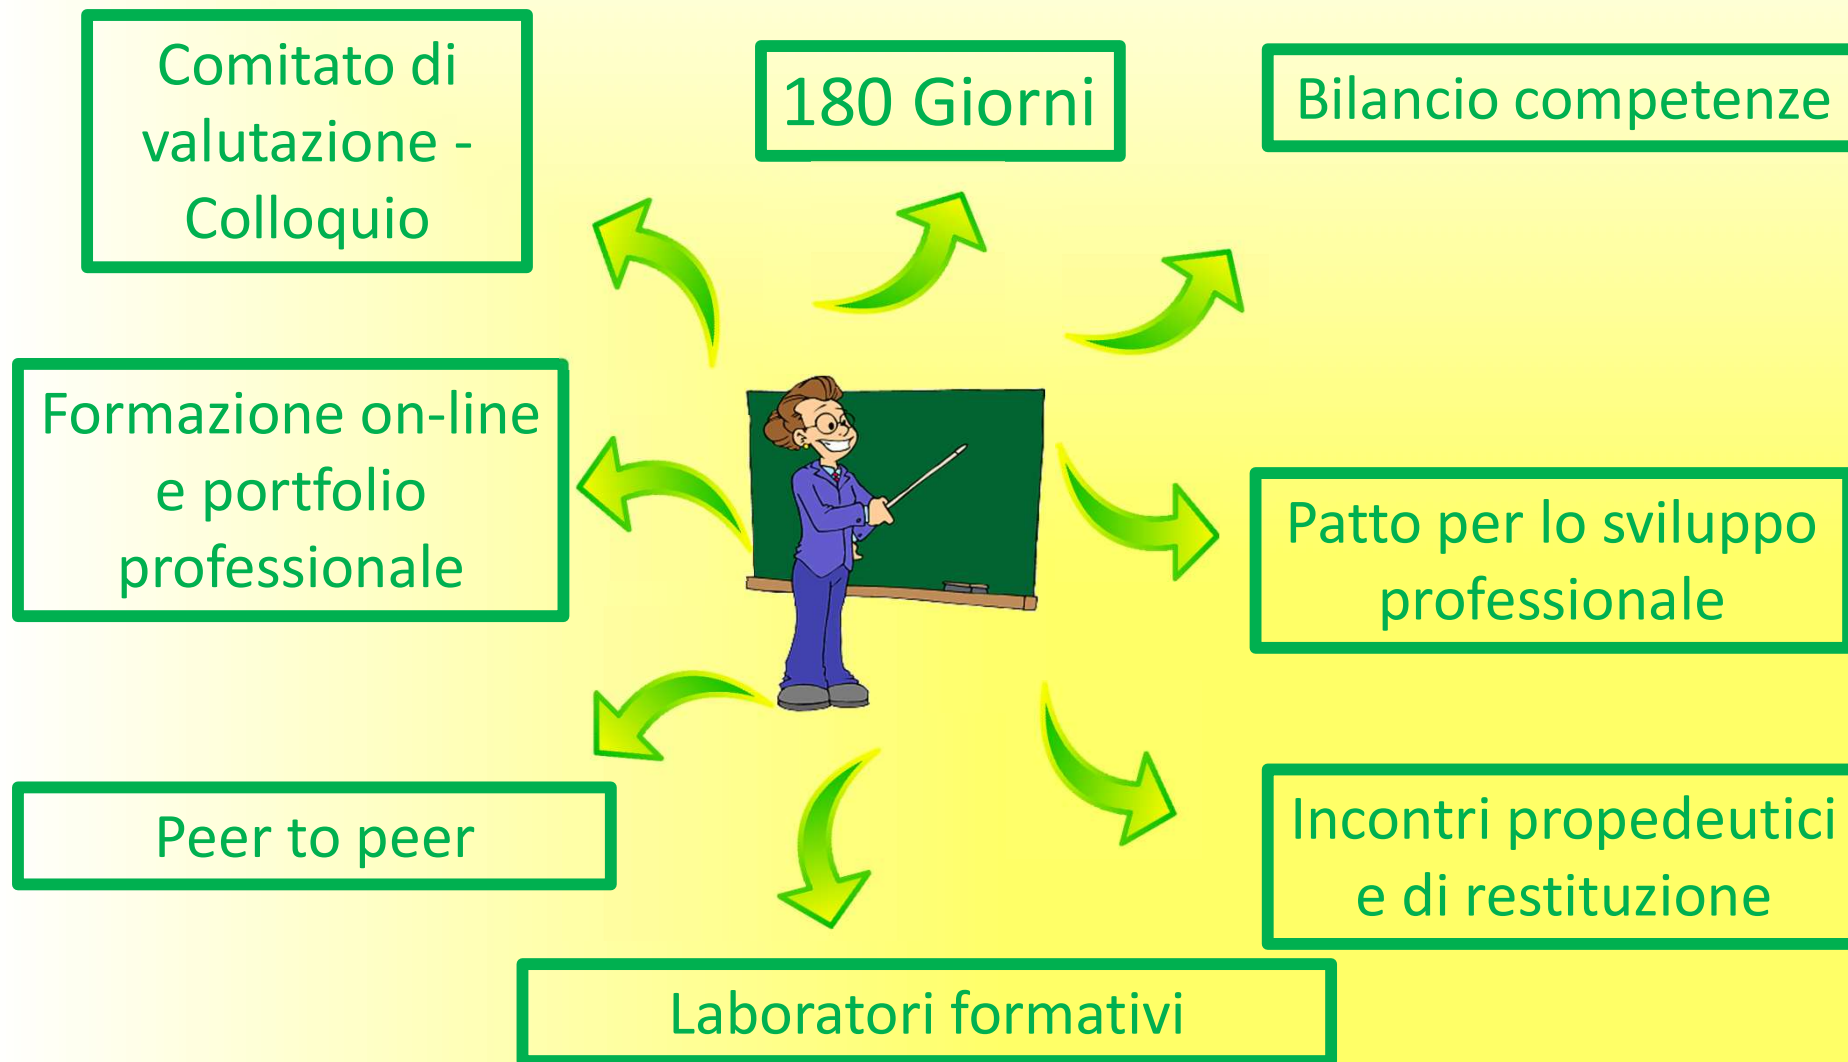 Comitato di
valutazione -
Colloquio
180 Giorni
Bilancio competenze
Formazione on-line
e portfolio
professionale
Patto per lo sviluppo
professionale
Peer to peer
Incontri propedeutici
e di restituzione
Laboratori formativi